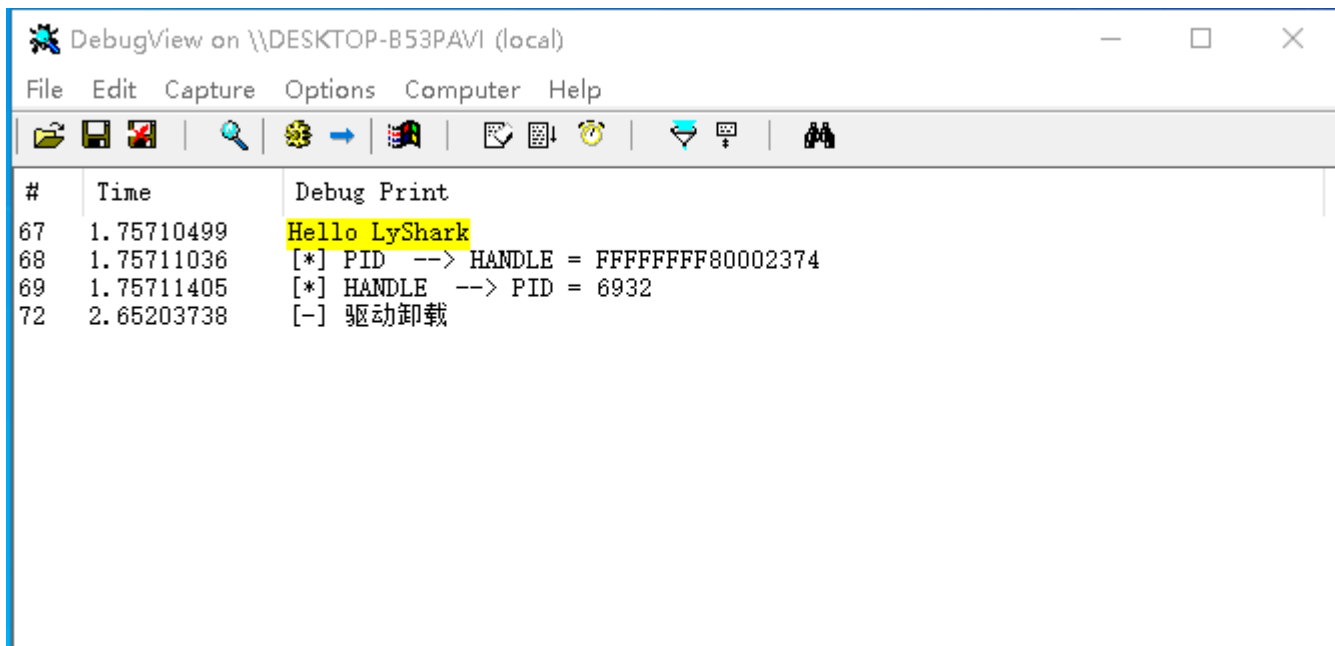 DebugView on \\DESKTOP-B53PAVI (local)
File Edit Capture Options Computer Help
# Time Debug Print
67 1.75710499 Hello LyShark
68 1.75711036 [*] PID --> HANDLE = FFFFFFFF80002374
69 1.75711405 [*] HANDLE --> PID = 6932
72 2.65203738 [-] 驱动卸载